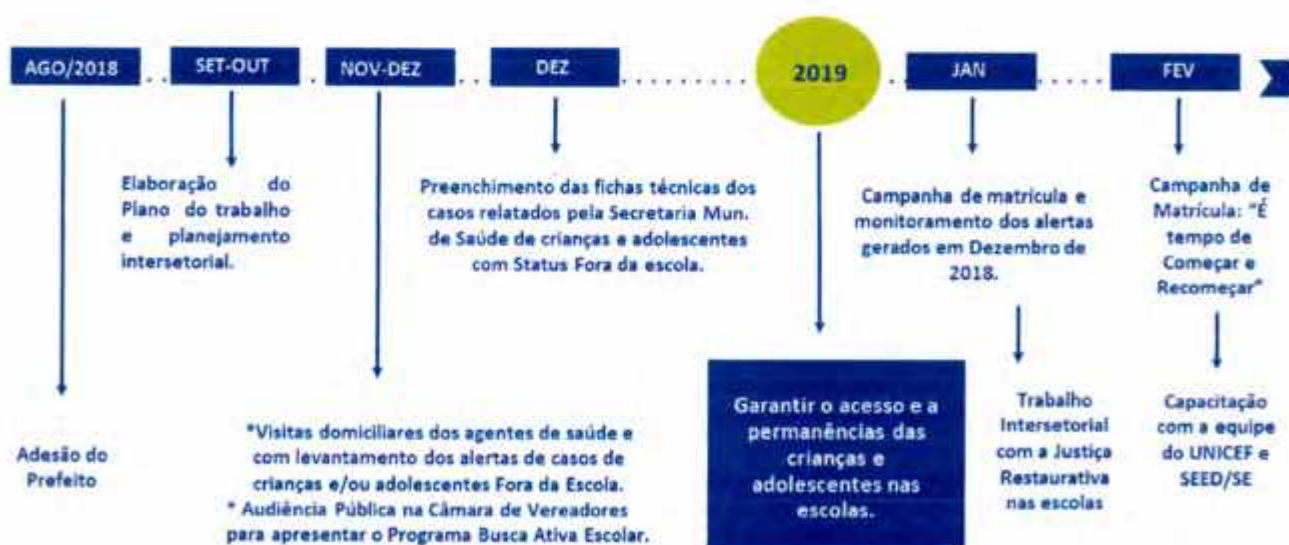 AGO/2018
SET-OUT
NOV-DEZ
DEZ
2019
JAN
FEV
Adesão do
Prefeito
Elaboração do
Plano do trabalho
e planejamento
intersetorial.
*Visitas domiciliares dos agentes de saúde e
com levantamento dos alertas de casos de
crianças e/ou adolescentes Fora da Escola.
* Audiência Pública na Câmara de Vereadores
para apresentar o Programa Busca Ativa Escolar.
Preenchimento das fichas técnicas dos
casos relatados pela Secretaria Mun.
de Saúde de crianças e adolescentes
com Status Fora da escola.
Garantir o acesso e a
permanências das
crianças e
adolescentes nas
escolas.
Campanha de matrícula e
monitoramento dos alertas
gerados em Dezembro de
2018.
Trabalho
Intersetorial
com a Justiça
Restaurativa
nas escolas
Campanha de
Matrícula: "É
tempo de
Começar e
Recomeçar"
Capacitação
com a equipe
do UNICEF e
SEED/SE